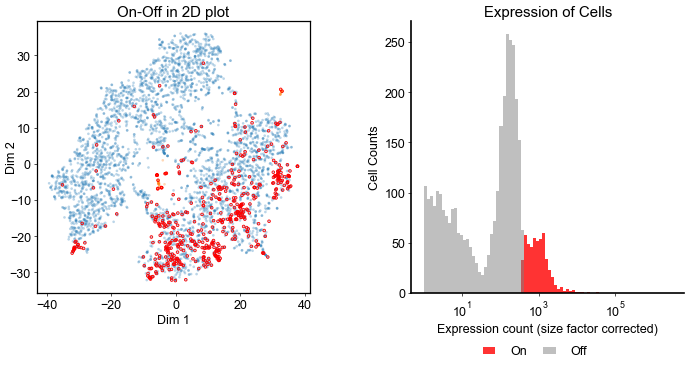 On-Off in 2D plot
30
20
10
0
−10
−20
−30
Dim 2
−40
−20
0
20
40
Dim 1
Expression of Cells
250
200
150
100
50
0
Cell Counts
10^1
10^3
10^5
Expression count (size factor corrected)
On
Off